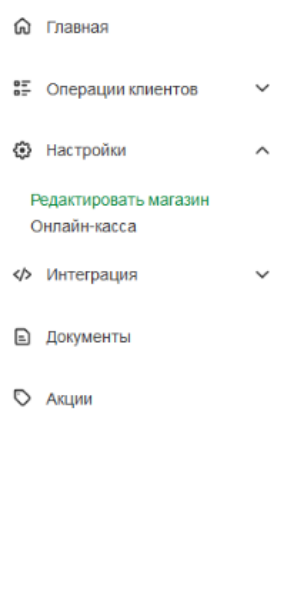 Главная
Операции клиентов
Настройки
Редактировать магазин
Онлайн-касса
Интеграция
Документы
Акции